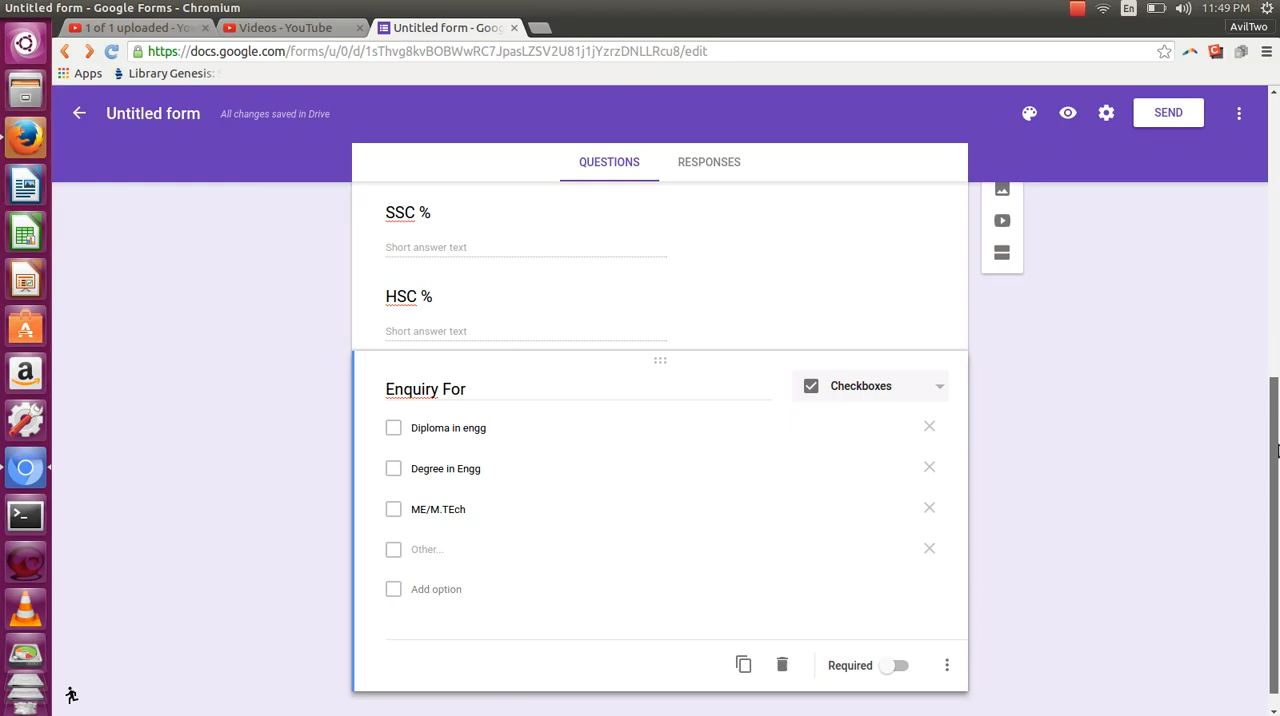 Untitled form - Google Forms - Chromium
En
11:49 PM
1 of 1 uploaded - Yo
Videos - YouTube
Untitled form - Goog
AvilTwo
https://docs.google.com/forms/u/0/d/1sThvg8kvBOBWwRC7JpasLZSV2U81j1jYzrzDNLLRcu8/edit
Apps
Library Genesis:
Untitled form
All changes saved in Drive
SEND
QUESTIONS
RESPONSES
SSC %
Short answer text
HSC %
Short answer text
Enquiry For
Checkboxes
Diploma in engg
Degree in Engg
ME/M.TEch
Other...
Add option
Required